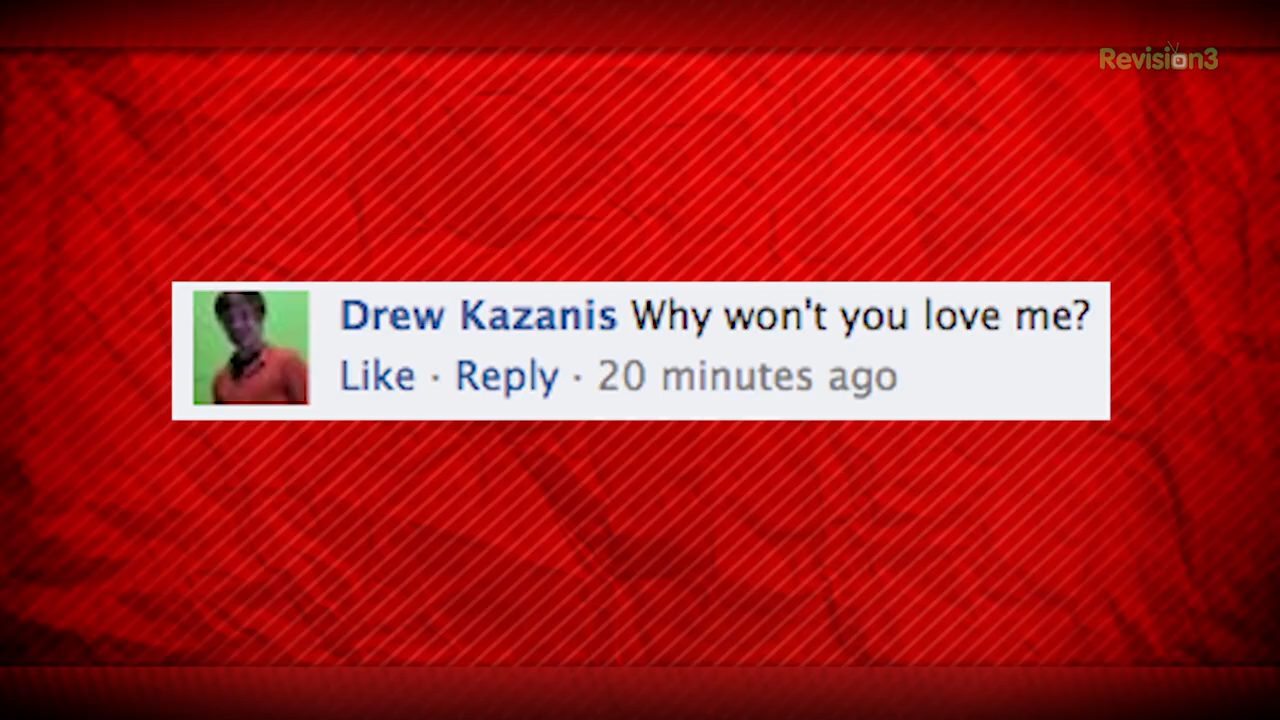 Revision3
Drew Kazanis Why won't you love me?
Like · Reply · 20 minutes ago